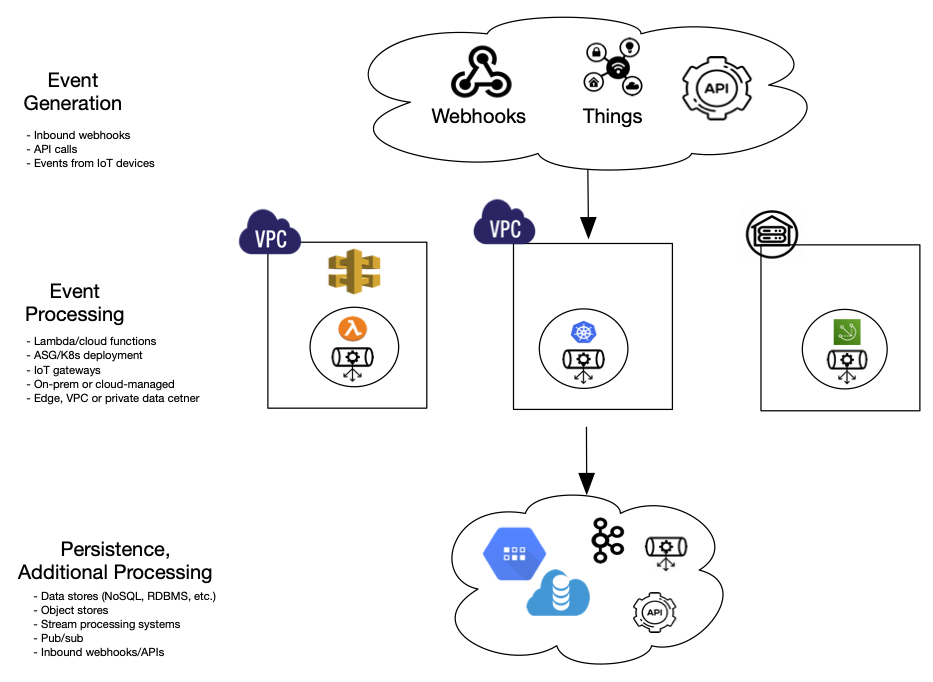 Event
Generation
- Inbound webhooks
- API calls
- Events from IoT devices
Webhooks
Things
API
VPC
VPC
Event
Processing
- Lambda/cloud functions
- ASG/K8s deployment
- IoT gateways
- On-prem or cloud-managed
- Edge, VPC or private data cetner
λ
Persistence,
Additional Processing
- Data stores (NoSQL, RDBMS, etc.)
- Object stores
- Stream processing systems
- Pub/sub
- Inbound webhooks/APIs
API